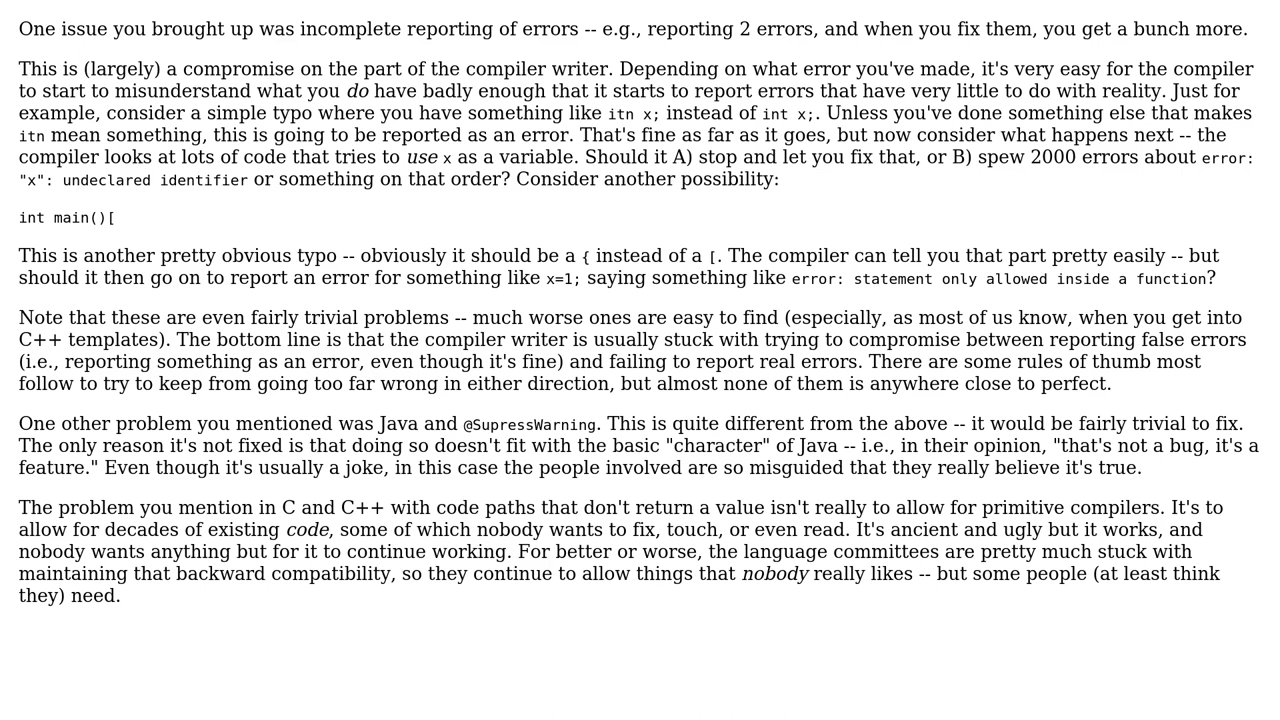 One issue you brought up was incomplete reporting of errors -- e.g., reporting 2 errors, and when you fix them, you get a bunch more.
This is (largely) a compromise on the part of the compiler writer. Depending on what error you've made, it's very easy for the compiler
to start to misunderstand what you do have badly enough that it starts to report errors that have very little to do with reality. Just for
example, consider a simple typo where you have something like itn x; instead of int x;. Unless you've done something else that makes
itn mean something, this is going to be reported as an error. That's fine as far as it goes, but now consider what happens next -- the
compiler looks at lots of code that tries to use x as a variable. Should it A) stop and let you fix that, or B) spew 2000 errors about error:
"x": undeclared identifier or something on that order? Consider another possibility:
int main()[
This is another pretty obvious typo -- obviously it should be a { instead of a [. The compiler can tell you that part pretty easily -- but
should it then go on to report an error for something like x=1; saying something like error: statement only allowed inside a function?
Note that these are even fairly trivial problems -- much worse ones are easy to find (especially, as most of us know, when you get into
C++ templates). The bottom line is that the compiler writer is usually stuck with trying to compromise between reporting false errors
(i.e., reporting something as an error, even though it's fine) and failing to report real errors. There are some rules of thumb most
follow to try to keep from going too far wrong in either direction, but almost none of them is anywhere close to perfect.
One other problem you mentioned was Java and @SupressWarning. This is quite different from the above -- it would be fairly trivial to fix.
The only reason it's not fixed is that doing so doesn't fit with the basic "character" of Java -- i.e., in their opinion, "that's not a bug, it's a
feature." Even though it's usually a joke, in this case the people involved are so misguided that they really believe it's true.
The problem you mention in C and C++ with code paths that don't return a value isn't really to allow for primitive compilers. It's to
allow for decades of existing code, some of which nobody wants to fix, touch, or even read. It's ancient and ugly but it works, and
nobody wants anything but for it to continue working. For better or worse, the language committees are pretty much stuck with
maintaining that backward compatibility, so they continue to allow things that nobody really likes -- but some people (at least think
they) need.